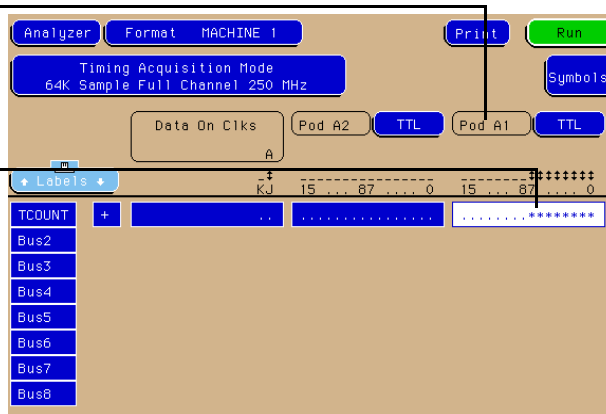 Analyzer Format MACHINE 1 Print Run
Timing Acquisition Mode
64K Sample Full Channel 250 MHz
Symbols
Data On Clks Pod A2 TTL Pod A1 TTL
A
Labels
KJ 15 ... 87 .... 0 15 ... 87 .... 0
TCOUNT + .. ................ ........********
Bus2
Bus3
Bus4
Bus5
Bus6
Bus7
Bus8